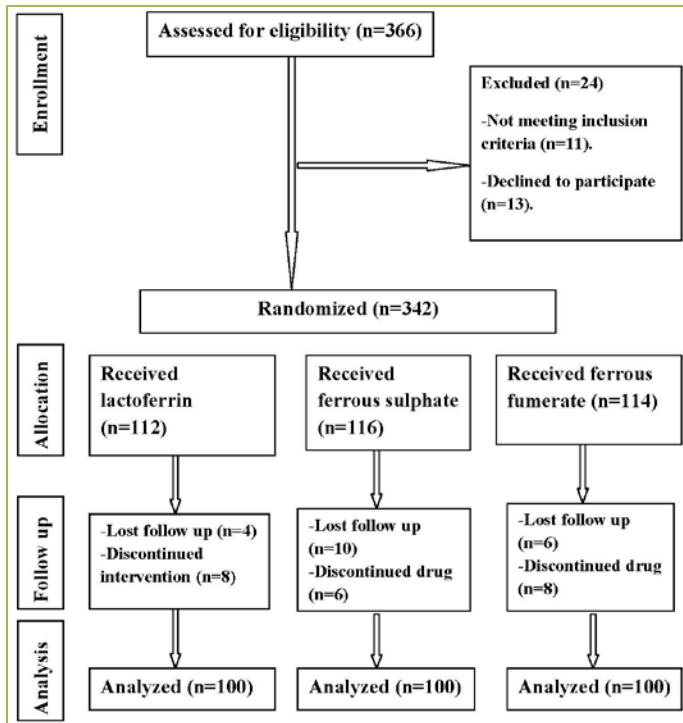 Enrollment
Assessed for eligibility (n=366)
Excluded (n=24)
-Not meeting inclusion
criteria (n=11).
-Declined to participate
(n=13).
Randomized (n=342)
Allocation
Received
lactoferrin
(n=112)
Received
ferrous sulphate
(n=116)
Received ferrous
fumerate (n=114)
Follow up
-Lost follow up (n=4)
-Discontinued
intervention (n=8)
-Lost follow up
(n=10)
-Discontinued drug
(n=6)
-Lost follow up
(n=6)
-Discontinued drug
(n=8)
Analysis
Analyzed (n=100)
Analyzed (n=100)
Analyzed (n=100)